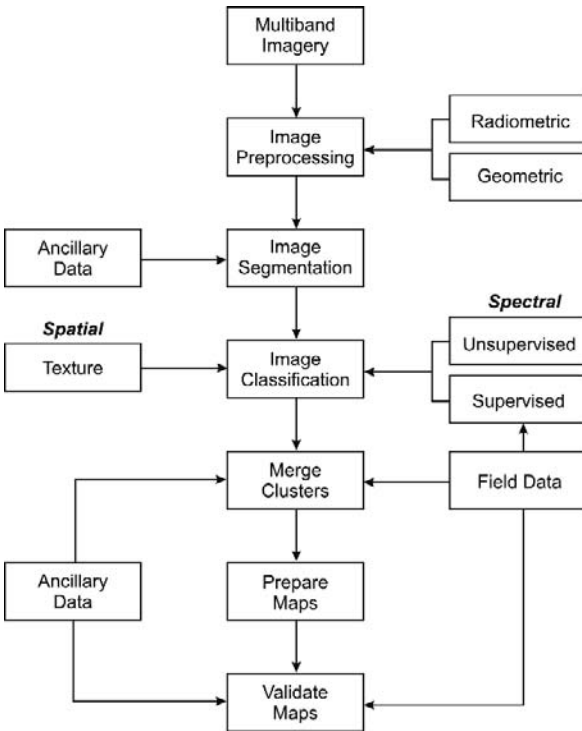 Multiband
Imagery
Image
Preprocessing
Radiometric
Geometric
Ancillary
Data
Image
Segmentation
Spatial
Texture
Image
Classification
Spectral
Unsupervised
Supervised
Merge
Clusters
Field Data
Ancillary
Data
Prepare
Maps
Validate
Maps